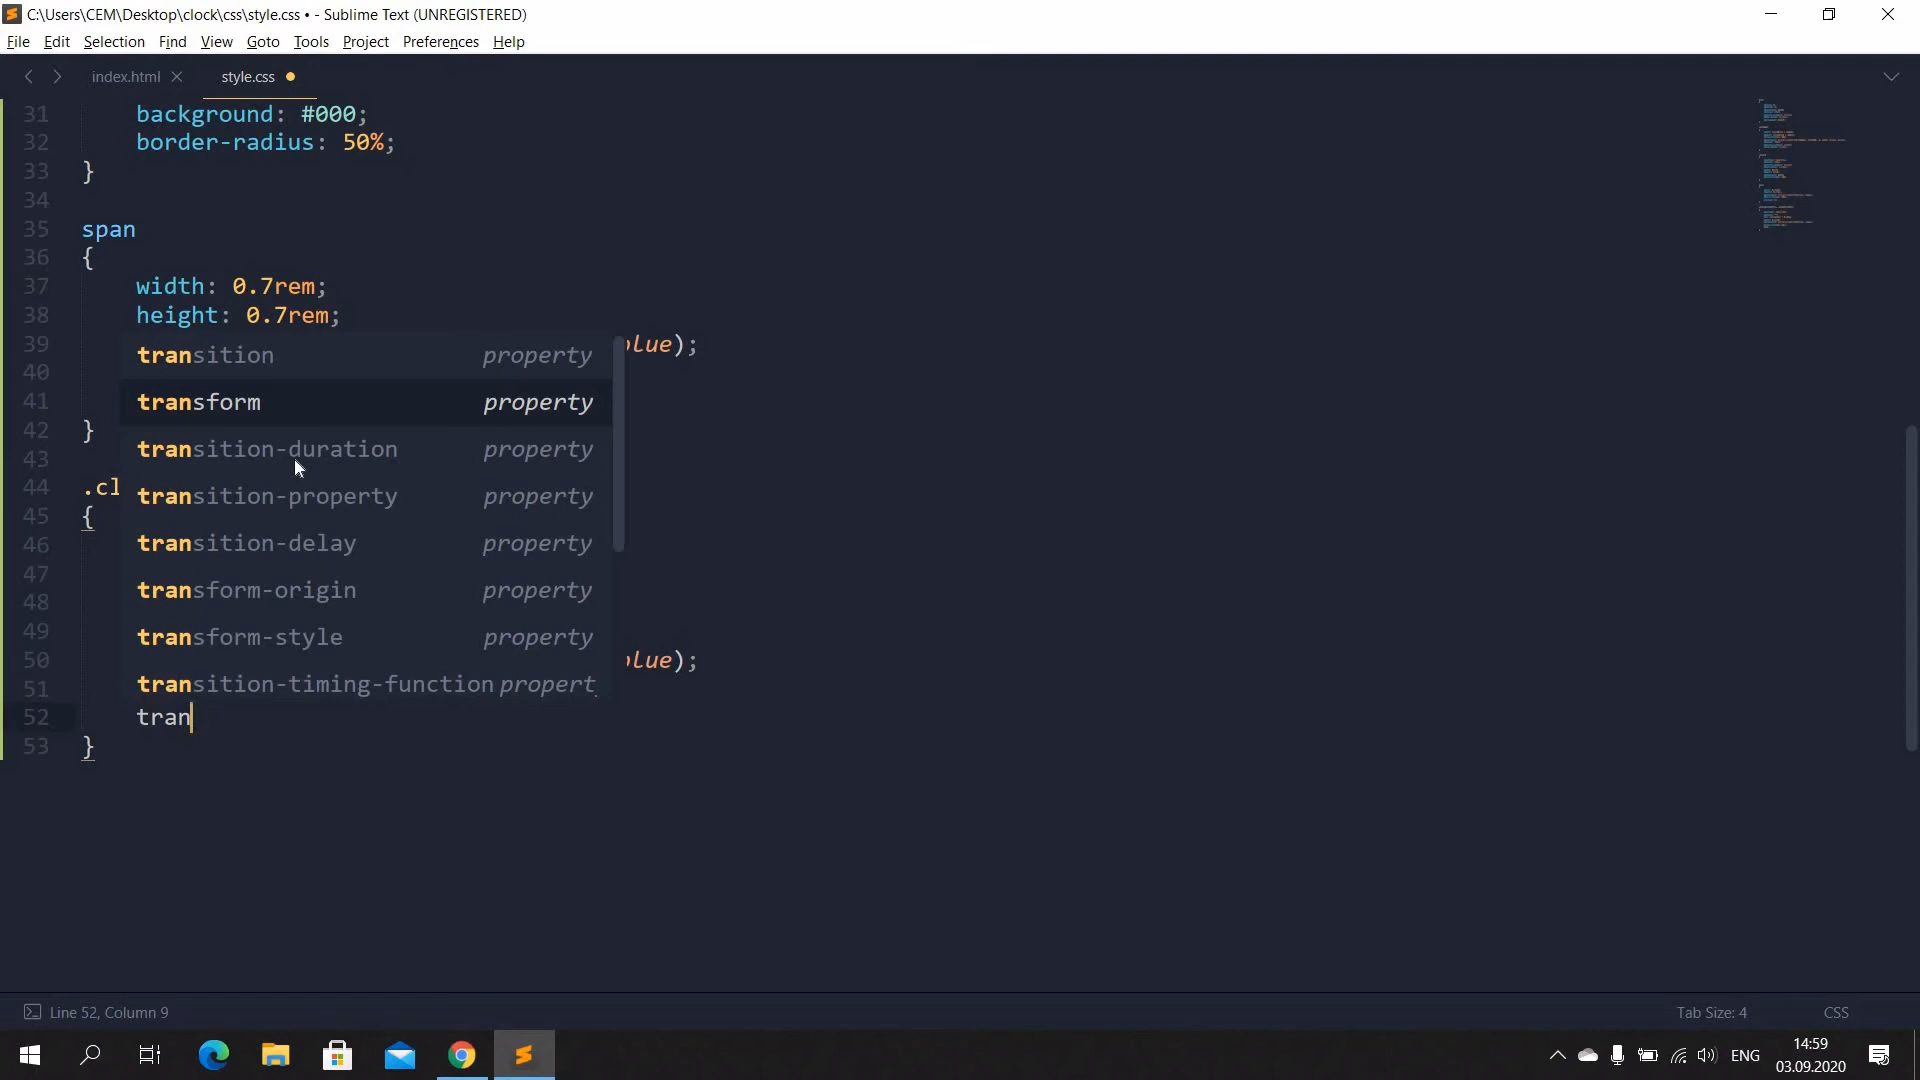 C:\Users\CEM\Desktop\clock\css\style.css • - Sublime Text (UNREGISTERED)
File Edit Selection Find View Goto Tools Project Preferences Help
index.html style.css
31 background: #000;
32 border-radius: 50%;
33 }
34
35 span
36 {
37 width: 0.7rem;
38 height: 0.7rem;
39 lue);
40
41
42 }
43
44 .cl
45 {
46
47
48
49
50 lue);
51
52 tran
53 }
transition property
transform property
transition-duration property
transition-property property
transition-delay property
transform-origin property
transform-style property
transition-timing-function propert
Line 52, Column 9
Tab Size: 4 CSS
ENG
14:59
03.09.2020